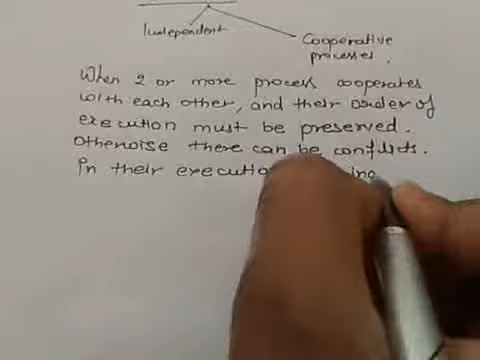 Independent
Cooperative
processes.
When 2 or more process cooperates
with each other, and their order of
execution must be preserved.
Otherwise there can be conflicts.
in their